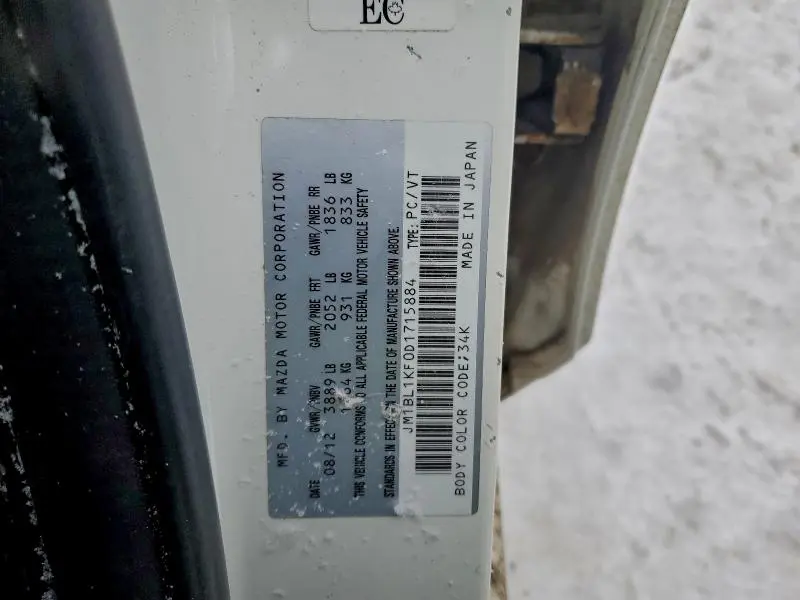 EC
MFD. BY MAZDA MOTOR CORPORATION
DATE GVWR/PNBV GAWR/PNBE FRT GAWR/PNBE RR
08/12 3889 LB 2052 LB 1836 LB
KG 931 KG 833 KG
THIS VEHICLE CONFORMS TO ALL APPLICABLE FEDERAL MOTOR VEHICLE SAFETY
STANDARDS IN EFFECT ON THE DATE OF MANUFACTURE SHOWN ABOVE.
JM1BL1KF0D1715884 TYPE: PC/VT
BODY COLOR CODE;34K MADE IN JAPAN